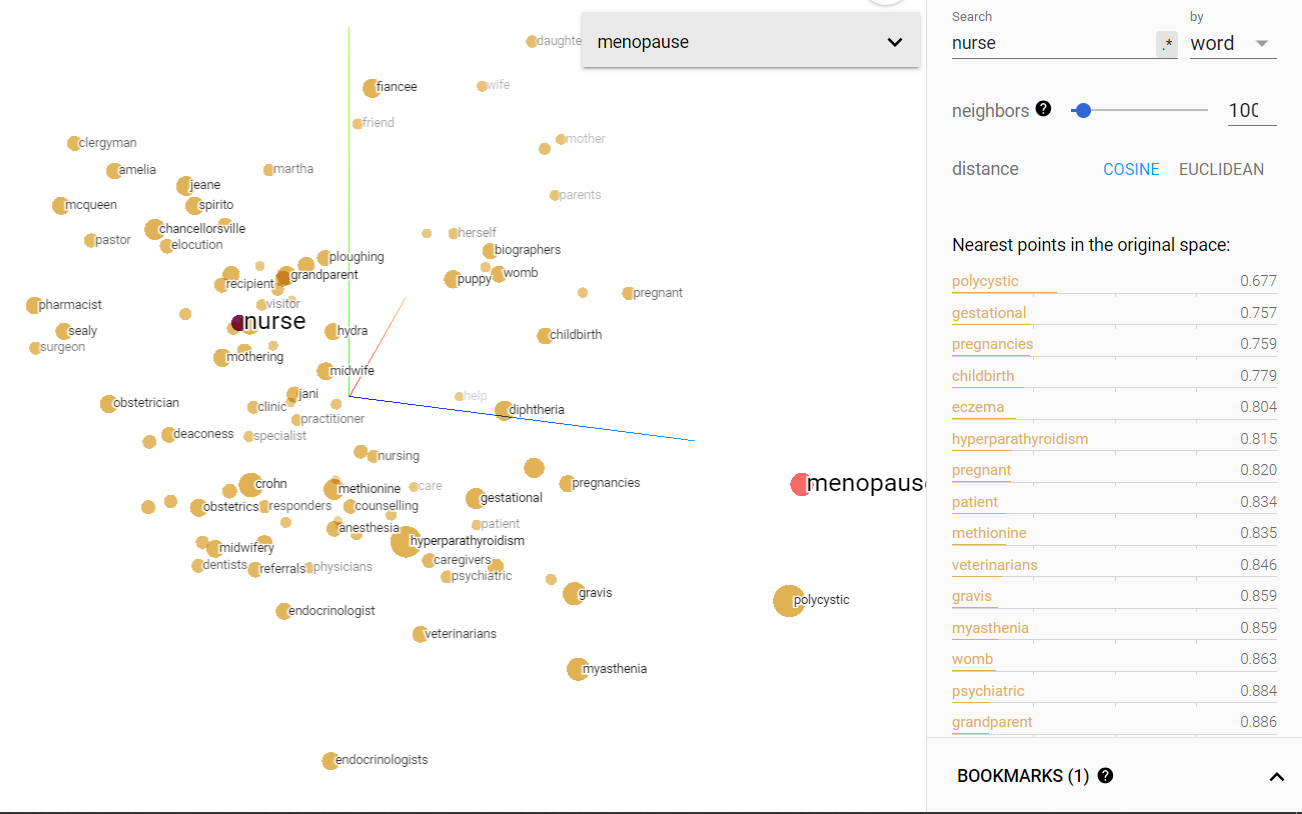 daughte
menopause
fiancee
wife
friend
mother
clergyman
amelia
martha
jeane
parents
mcqueen
spirito
chancellorsville
herself
pastor
elocution
biographers
ploughing
grandparent
womb
puppy
recipient
pregnant
visitor
pharmacist
nurse
sealy
hydra
childbirth
surgeon
mothering
midwife
jani
help
obstetrician
clinic
diphtheria
practitioner
deaconess
specialist
nursing
crohn
methionine
care
pregnancies
menopause
gestational
obstetrics
responders
counselling
anesthesia
patient
hyperparathyroidism
midwifery
caregivers
dentists
referrals
physicians
psychiatric
gravis
polycystic
endocrinologist
veterinarians
myasthenia
endocrinologists
Search
by
nurse .* word
neighbors ? 100
distance COSINE EUCLIDEAN
Nearest points in the original space:
polycystic 0.677
gestational 0.757
pregnancies 0.759
childbirth 0.779
eczema 0.804
hyperparathyroidism 0.815
pregnant 0.820
patient 0.834
methionine 0.835
veterinarians 0.846
gravis 0.859
myasthenia 0.859
womb 0.863
psychiatric 0.884
grandparent 0.886
BOOKMARKS (1) ?